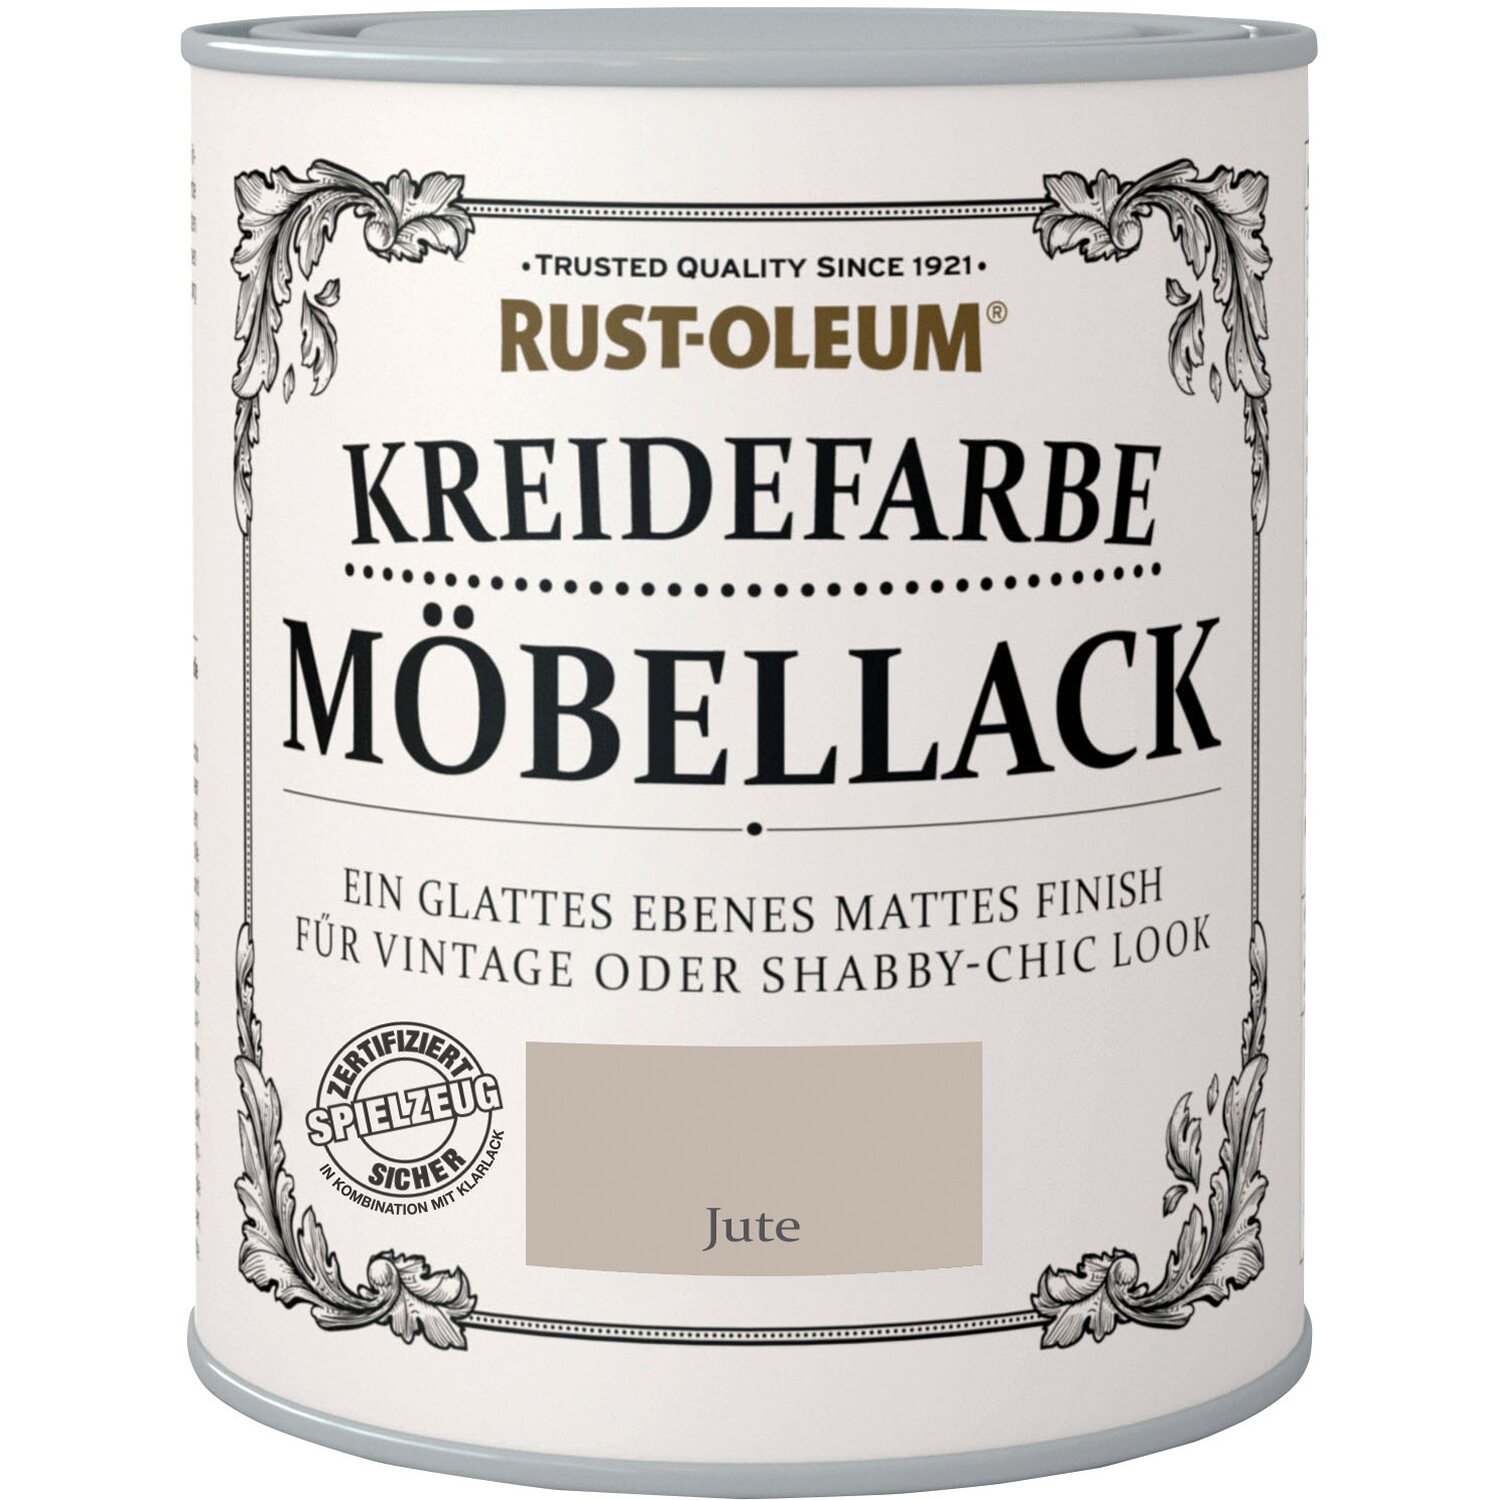 •TRUSTED QUALITY SINCE 1921•
RUST-OLEUM®
KREIDEFARBE
MÖBELLACK
EIN GLATTES EBENES MATTES FINISH
FŰR VINTAGE ODER SHABBY-CHIC LOOK
ZERTIFIZIERT
SPIELZEUG
SICHER
IN KOMBINATION MIT KLARLACK
Jute